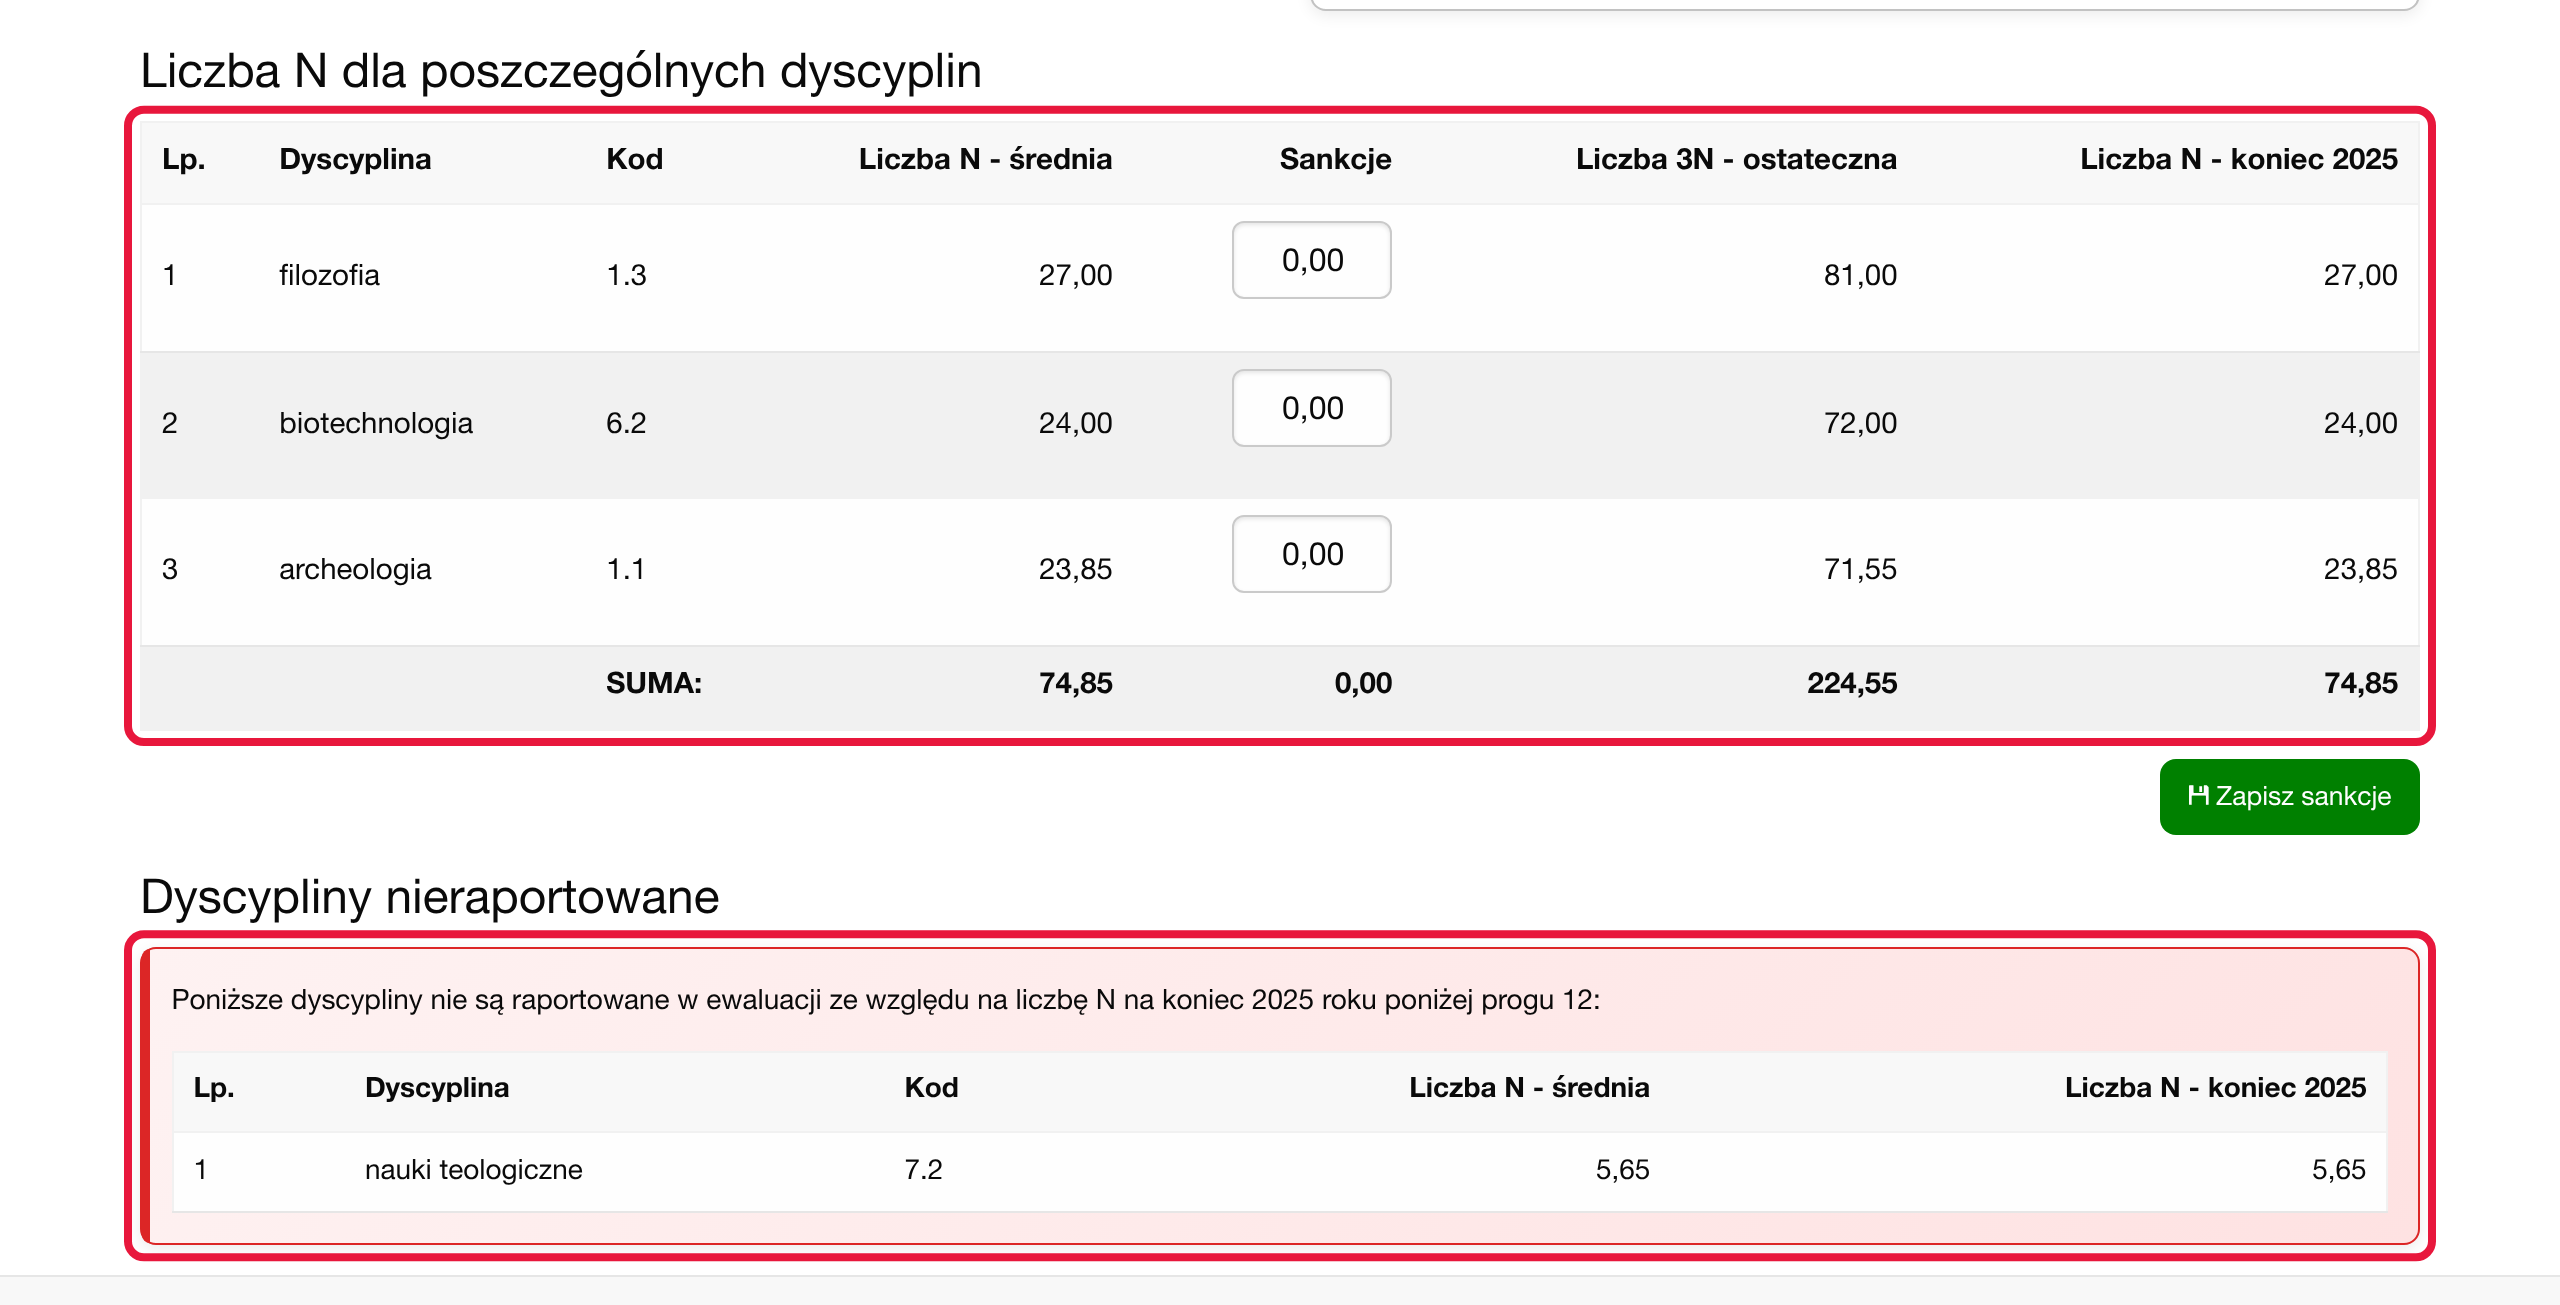 Liczba N dla poszczególnych dyscyplin
Lp. Dyscyplina Kod Liczba N - średnia Sankcje Liczba 3N - ostateczna Liczba N - koniec 2025
1 filozofia 1.3 27,00 0,00 81,00 27,00
2 biotechnologia 6.2 24,00 0,00 72,00 24,00
3 archeologia 1.1 23,85 0,00 71,55 23,85
SUMA: 74,85 0,00 224,55 74,85
Zapisz sankcje
Dyscypliny nieraportowane
Poniższe dyscypliny nie są raportowane w ewaluacji ze względu na liczbę N na koniec 2025 roku poniżej progu 12:
Lp. Dyscyplina Kod Liczba N - średnia Liczba N - koniec 2025
1 nauki teologiczne 7.2 5,65 5,65